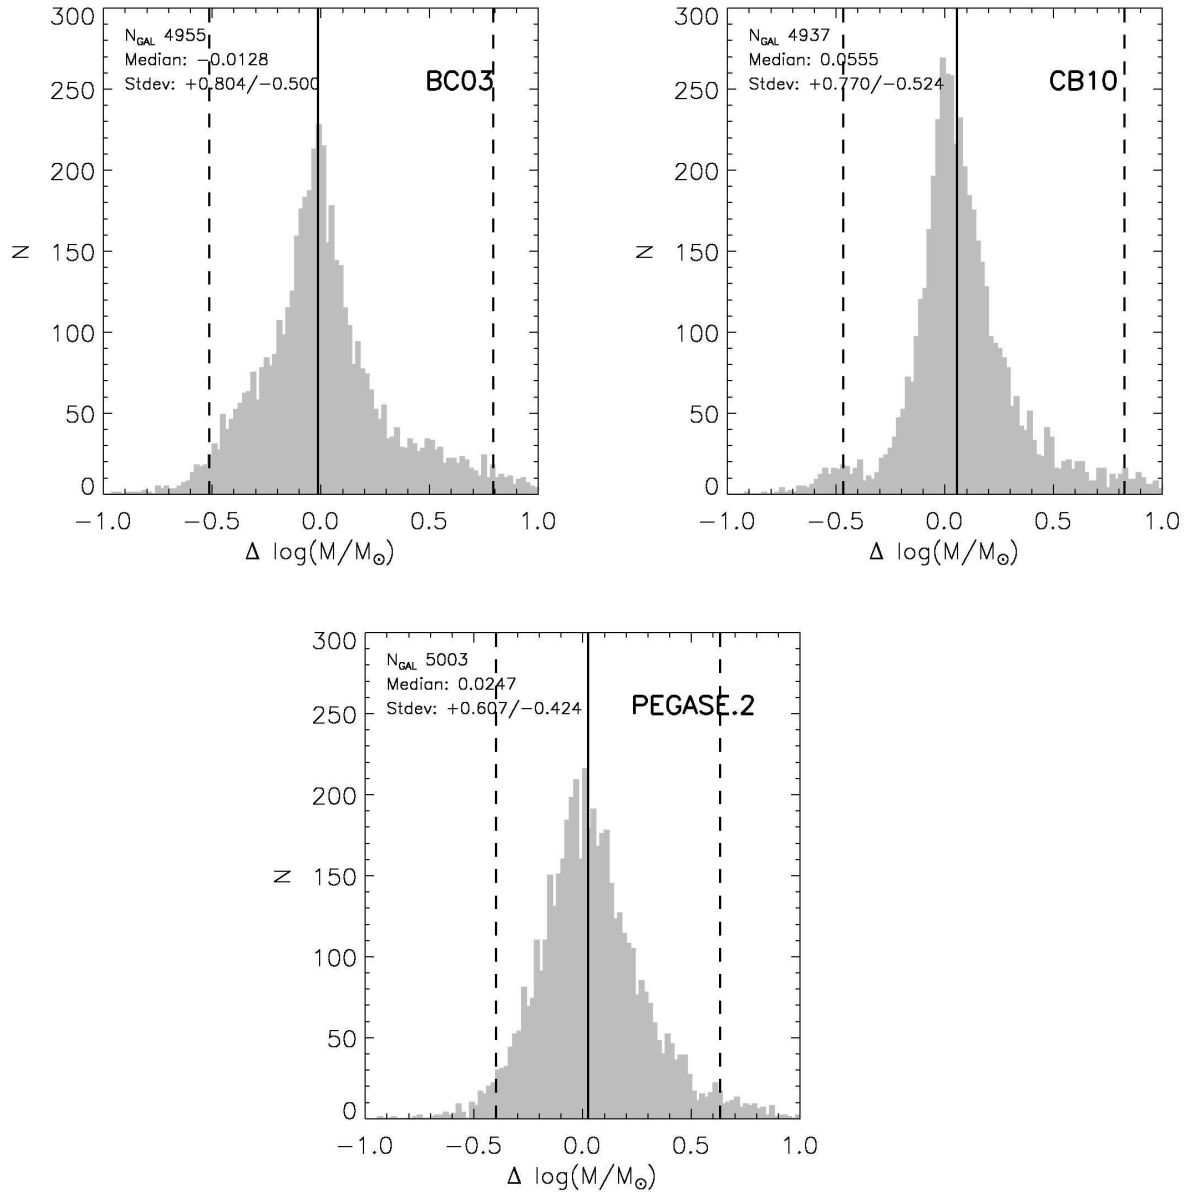 N_GAL 4955
Median: −0.0128
Stdev: +0.804/−0.500
BC03
300
250
200
150
100
50
0
N
−1.0 −0.5 0.0 0.5 1.0
Δ log(M/M⊙)
N_GAL 4937
Median: 0.0555
Stdev: +0.770/−0.524
CB10
300
250
200
150
100
50
0
N
−1.0 −0.5 0.0 0.5 1.0
Δ log(M/M⊙)
N_GAL 5003
Median: 0.0247
Stdev: +0.607/−0.424
PEGASE.2
300
250
200
150
100
50
0
N
−1.0 −0.5 0.0 0.5 1.0
Δ log(M/M⊙)